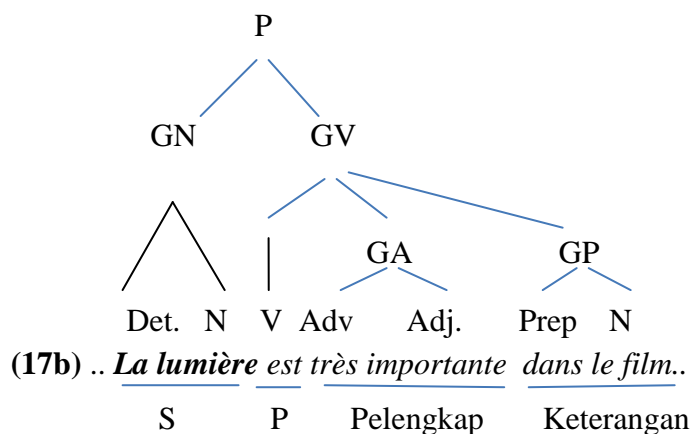 P
GN GV
GA GP
Det. N V Adv Adj. Prep N
(17b) .. La lumière est très importante dans le film..
S P Pelengkap Keterangan